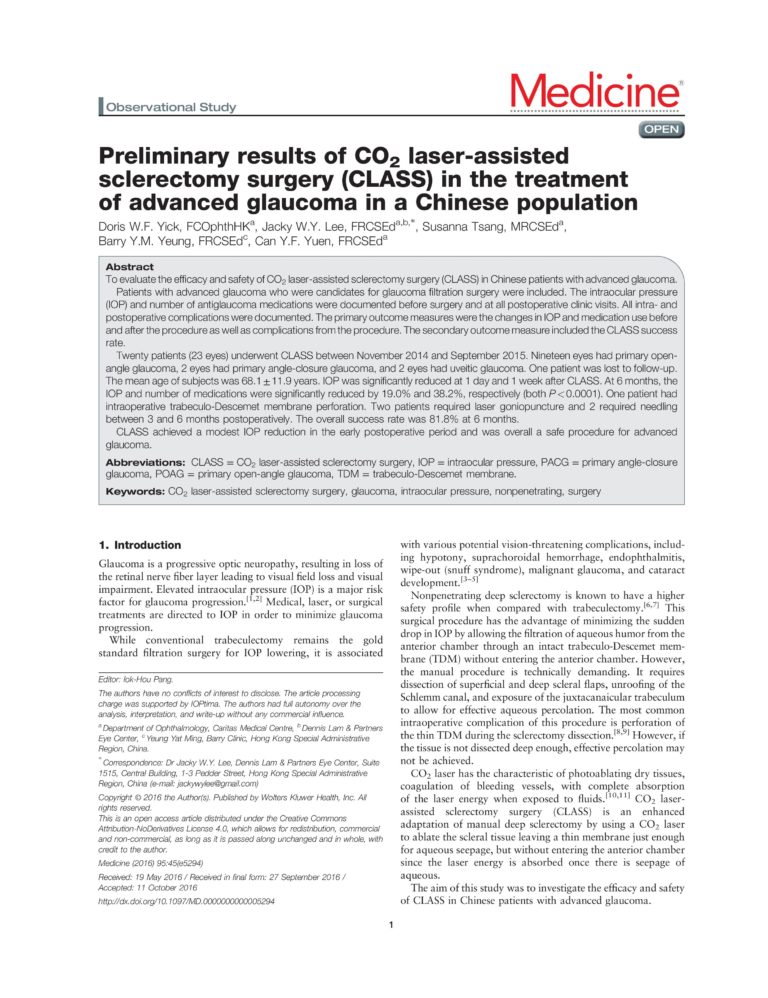 Observational Study
Medicine®
OPEN
Preliminary results of CO2 laser-assisted
sclerectomy surgery (CLASS) in the treatment
of advanced glaucoma in a Chinese population
Doris W.F. Yick, FCOphthHKa, Jacky W.Y. Lee, FRCSEda,b,*, Susanna Tsang, MRCSEda,
Barry Y.M. Yeung, FRCSEdc, Can Y.F. Yuen, FRCSEda
Abstract
To evaluate the efficacy and safety of CO2 laser-assisted sclerectomy surgery (CLASS) in Chinese patients with advanced glaucoma.
Patients with advanced glaucoma who were candidates for glaucoma filtration surgery were included. The intraocular pressure
(IOP) and number of antiglaucoma medications were documented before surgery and at all postoperative clinic visits. All intra- and
postoperative complications were documented. The primary outcome measures were the changes in IOP and medication use before
and after the procedure as well as complications from the procedure. The secondary outcome measure included the CLASS success
rate.
Twenty patients (23 eyes) underwent CLASS between November 2014 and September 2015. Nineteen eyes had primary open-
angle glaucoma, 2 eyes had primary angle-closure glaucoma, and 2 eyes had uveitic glaucoma. One patient was lost to follow-up.
The mean age of subjects was 68.1±11.9 years. IOP was significantly reduced at 1 day and 1 week after CLASS. At 6 months, the
IOP and number of medications were significantly reduced by 19.0% and 38.2%, respectively (both P<0.0001). One patient had
intraoperative trabeculo-Descemet membrane perforation. Two patients required laser goniopuncture and 2 required needling
between 3 and 6 months postoperatively. The overall success rate was 81.8% at 6 months.
CLASS achieved a modest IOP reduction in the early postoperative period and was overall a safe procedure for advanced
glaucoma.
Abbreviations: CLASS = CO2 laser-assisted sclerectomy surgery, IOP = intraocular pressure, PACG = primary angle-closure
glaucoma, POAG = primary open-angle glaucoma, TDM = trabeculo-Descemet membrane.
Keywords: CO2 laser-assisted sclerectomy surgery, glaucoma, intraocular pressure, nonpenetrating, surgery
1. Introduction
Glaucoma is a progressive optic neuropathy, resulting in loss of
the retinal nerve fiber layer leading to visual field loss and visual
impairment. Elevated intraocular pressure (IOP) is a major risk
factor for glaucoma progression.[1,2] Medical, laser, or surgical
treatments are directed to IOP in order to minimize glaucoma
progression.
While conventional trabeculectomy remains the gold
standard filtration surgery for IOP lowering, it is associated
Editor: Iok-Hou Pang.
The authors have no conflicts of interest to disclose. The article processing
charge was supported by IOPtima. The authors had full autonomy over the
analysis, interpretation, and write-up without any commercial influence.
a Department of Ophthalmology, Caritas Medical Centre, b Dennis Lam & Partners
Eye Center, c Yeung Yat Ming, Barry Clinic, Hong Kong Special Administrative
Region, China.
* Correspondence: Dr Jacky W.Y. Lee, Dennis Lam & Partners Eye Center, Suite
1515, Central Building, 1-3 Pedder Street, Hong Kong Special Administrative
Region, China (e-mail: jackywylee@gmail.com)
Copyright © 2016 the Author(s). Published by Wolters Kluwer Health, Inc. All
rights reserved.
This is an open access article distributed under the Creative Commons
Attribution-NoDerivatives License 4.0, which allows for redistribution, commercial
and non-commercial, as long as it is passed along unchanged and in whole, with
credit to the author.
Medicine (2016) 95:45(e5294)
Received: 19 May 2016 / Received in final form: 27 September 2016 /
Accepted: 11 October 2016
http://dx.doi.org/10.1097/MD.0000000000005294
with various potential vision-threatening complications, includ-
ing hypotony, suprachoroidal hemorrhage, endophthalmitis,
wipe-out (snuff syndrome), malignant glaucoma, and cataract
development.[3–5]
Nonpenetrating deep sclerectomy is known to have a higher
safety profile when compared with trabeculectomy.[6,7] This
surgical procedure has the advantage of minimizing the sudden
drop in IOP by allowing the filtration of aqueous humor from the
anterior chamber through an intact trabeculo-Descemet mem-
brane (TDM) without entering the anterior chamber. However,
the manual procedure is technically demanding. It requires
dissection of superficial and deep scleral flaps, unroofing of the
Schlemm canal, and exposure of the juxtacanaicular trabeculum
to allow for effective aqueous percolation. The most common
intraoperative complication of this procedure is perforation of
the thin TDM during the sclerectomy dissection.[8,9] However, if
the tissue is not dissected deep enough, effective percolation may
not be achieved.
CO2 laser has the characteristic of photoablating dry tissues,
coagulation of bleeding vessels, with complete absorption
of the laser energy when exposed to fluids.[10,11] CO2 laser-
assisted sclerectomy surgery (CLASS) is an enhanced
adaptation of manual deep sclerectomy by using a CO2 laser
to ablate the scleral tissue leaving a thin membrane just enough
for aqueous seepage, but without entering the anterior chamber
since the laser energy is absorbed once there is seepage of
aqueous.
The aim of this study was to investigate the efficacy and safety
of CLASS in Chinese patients with advanced glaucoma.
1